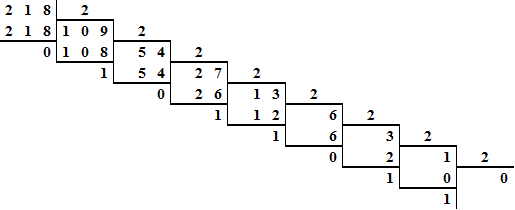 2 1 8 2
2 1 8 1 0 9 2
0 1 0 8 5 4 2
1 5 4 2 7 2
0 2 6 1 3 2
1 1 2 6 2
1 6 3 2
0 2 1 2
1 0 0
1